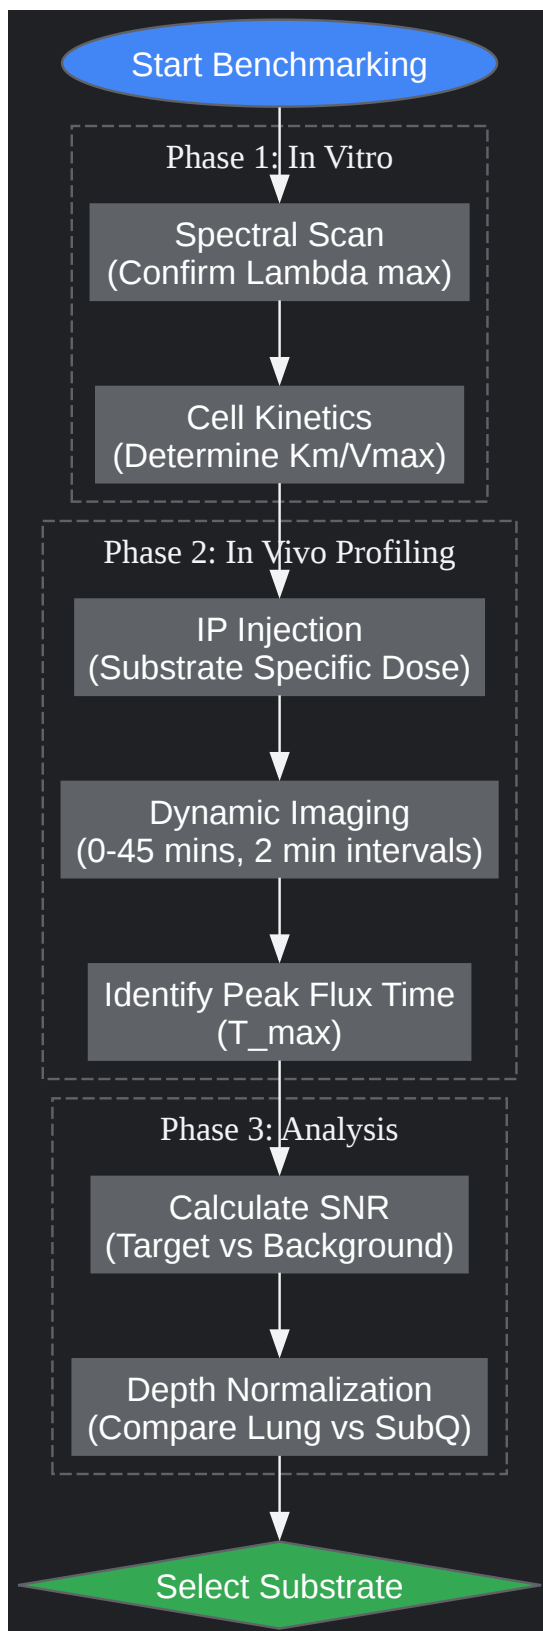 Start Benchmarking
Phase 1: In Vitro
Spectral Scan
(Confirm Lambda max)
Cell Kinetics
(Determine Km/Vmax)
Phase 2: In Vivo Profiling
IP Injection
(Substrate Specific Dose)
Dynamic Imaging
(0-45 mins, 2 min intervals)
Identify Peak Flux Time
(T_max)
Phase 3: Analysis
Calculate SNR
(Target vs Background)
Depth Normalization
(Compare Lung vs SubQ)
Select Substrate